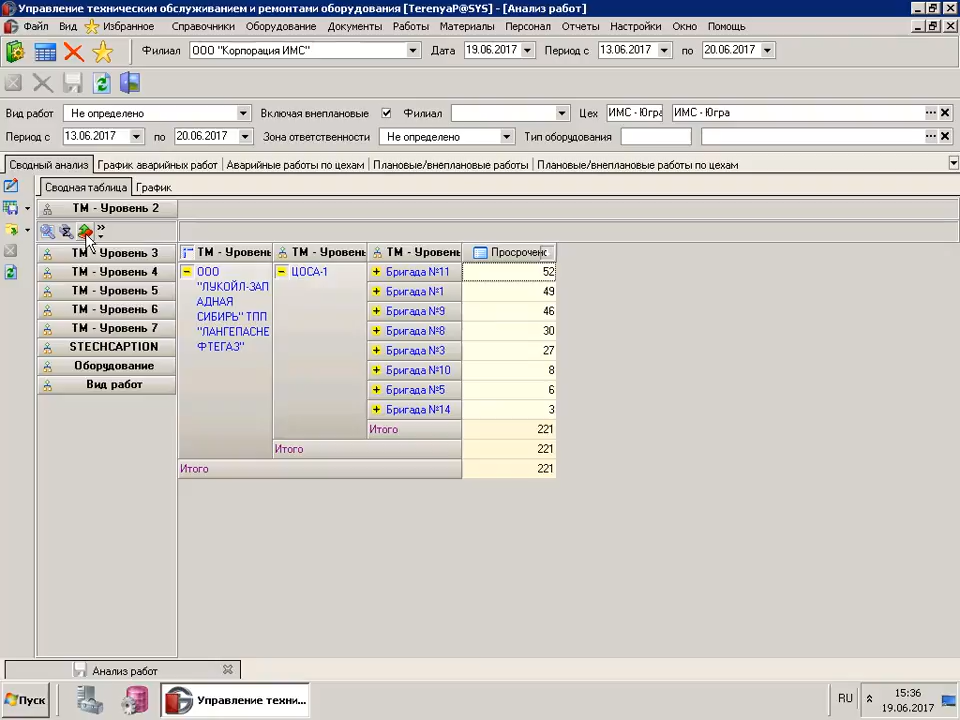 Управление техническим обслуживанием и ремонтами оборудования [TerenyaP@SYS] - [Анализ работ]
Файл Вид Избранное Справочники Оборудование Документы Работы Материалы Персонал Отчеты Настройки Окно Помощь
Филиал ООО "Корпорация ИМС" Дата 19.06.2017 Период с 13.06.2017 по 20.06.2017
Вид работ Не определено Включая внеплановые Филиал Цех ИМС - Югра ИМС - Югра
Период с 13.06.2017 по 20.06.2017 Зона ответственности Не определено Тип оборудования
Сводный анализ График аварийных работ Аварийные работы по цехам Плановые/внеплановые работы Плановые/внеплановые работы по цехам
Сводная таблица График
ТМ - Уровень 2
ТМ - Уровень 3 ТМ - Уровень ТМ - Уровень ТМ - Уровень Просрочено
ТМ - Уровень 4 ООО ЦОСА-1 Бригада №11 52
"ЛУКОЙЛ-ЗАП
ТМ - Уровень 5 Бригада №1 49
АДНАЯ
ТМ - Уровень 6 СИБИРЬ" ТПП Бригада №9 46
ТМ - Уровень 7 "ЛАНГЕПАСНЕ Бригада №8 30
STECHCAPTION ФТЕГАЗ" Бригада №3 27
Оборудование Бригада №10 8
Вид работ Бригада №5 6
Бригада №14 3
Итого 221
Итого 221
Итого 221
Анализ работ
Пуск Управление техни... RU 15:36
19.06.2017